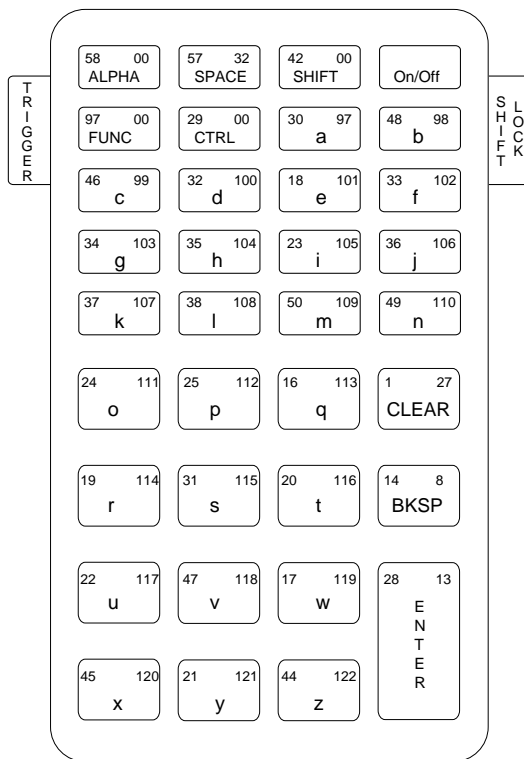 58 00 57 32 42 00
ALPHA SPACE SHIFT On/Off
TRIGGER
SHIFT LOCK
97 00 29 00 30 97 48 98
FUNC CTRL a b
46 99 32 100 18 101 33 102
c d e f
34 103 35 104 23 105 36 106
g h i j
37 107 38 108 50 109 49 110
k l m n
24 111 25 112 16 113 1 27
o p q CLEAR
19 114 31 115 20 116 14 8
r s t BKSP
22 117 47 118 17 119 28 13
u v w ENTER
45 120 21 121 44 122
x y z